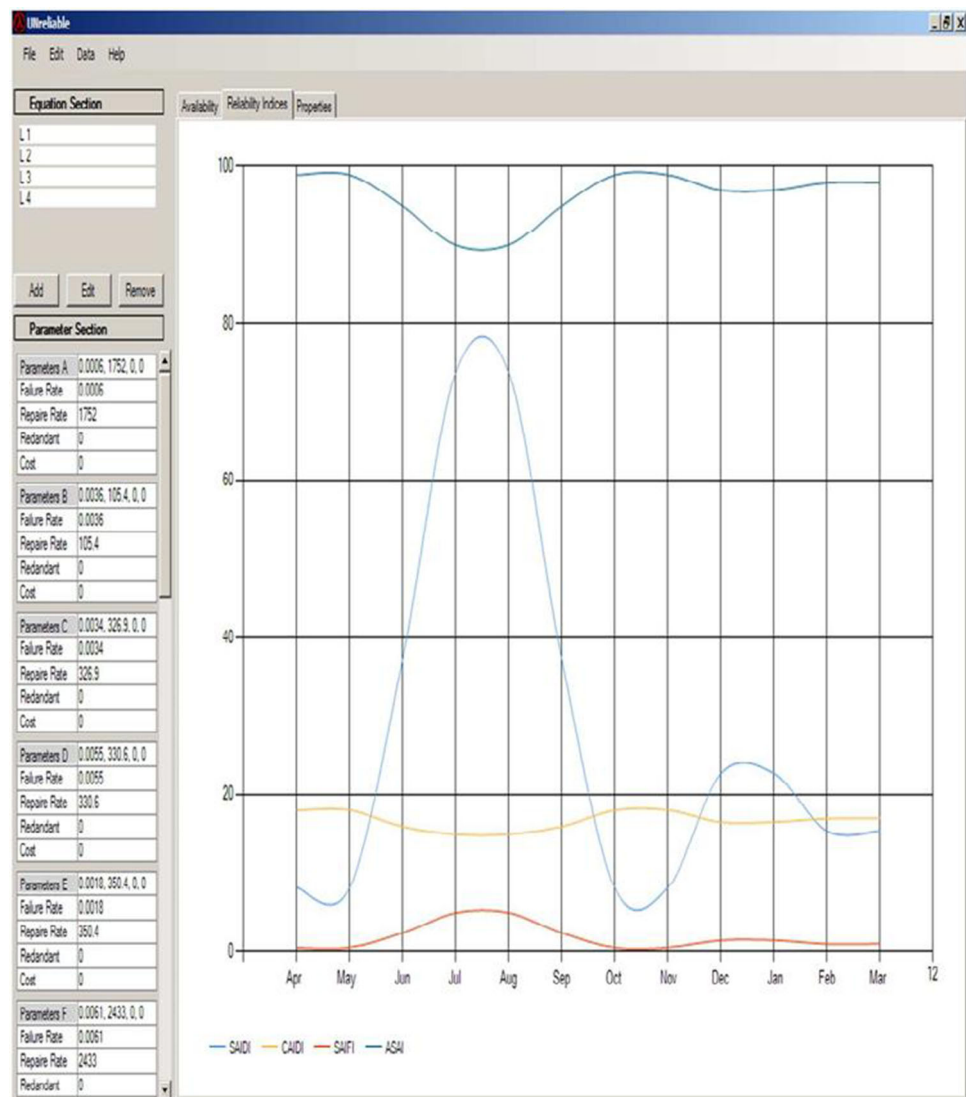 UNreliable
File Edit Data Help
Equation Section
L 1
L 2
L 3
L 4
Add Edit Remove
Parameter Section
Parameters A 0.0006, 1752, 0, 0
Failure Rate 0.0006
Repaire Rate 1752
Redandant 0
Cost 0
Parameters B 0.0036, 105.4, 0, 0
Failure Rate 0.0036
Repaire Rate 105.4
Redandant 0
Cost 0
Parameters C 0.0034, 326.9, 0, 0
Failure Rate 0.0034
Repaire Rate 326.9
Redandant 0
Cost 0
Parameters D 0.0055, 330.6, 0, 0
Failure Rate 0.0055
Repaire Rate 330.6
Redandant 0
Cost 0
Parameters E 0.0018, 350.4, 0, 0
Failure Rate 0.0018
Repaire Rate 350.4
Redandant 0
Cost 0
Parameters F 0.0061, 2433, 0, 0
Failure Rate 0.0061
Repaire Rate 2433
Redandant 0
Availability Reliability Indices Properties
100
80
60
40
20
0
Apr May Jun Jul Aug Sep Oct Nov Dec Jan Feb Mar 12
SAIDI CAIDI SAIFI ASAI